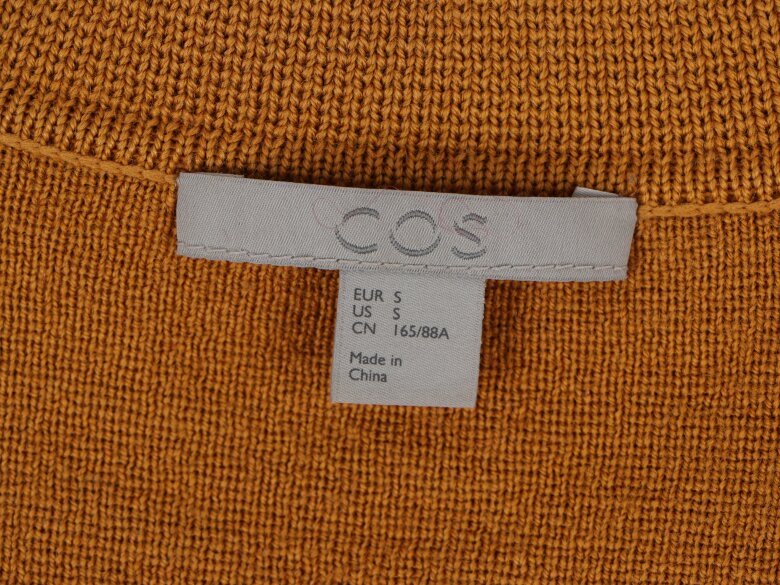 COS
EUR S
US S
CN 165/88A
Made in
China